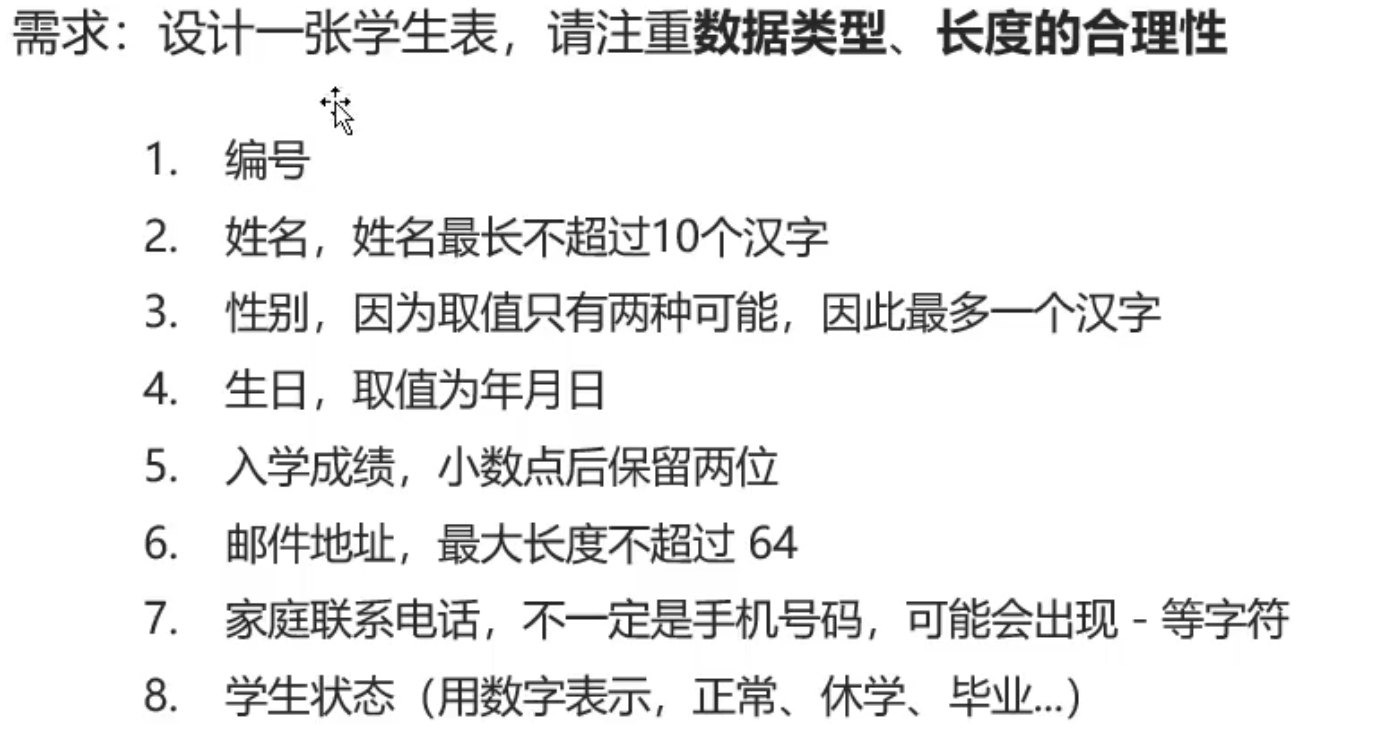 需求：设计一张学生表，请注重数据类型、长度的合理性
1. 编号
2. 姓名，姓名最长不超过10个汉字
3. 性别，因为取值只有两种可能，因此最多一个汉字
4. 生日，取值为年月日
5. 入学成绩，小数点后保留两位
6. 邮件地址，最大长度不超过 64
7. 家庭联系电话，不一定是手机号码，可能会出现 - 等字符
8. 学生状态（用数字表示，正常、休学、毕业...）